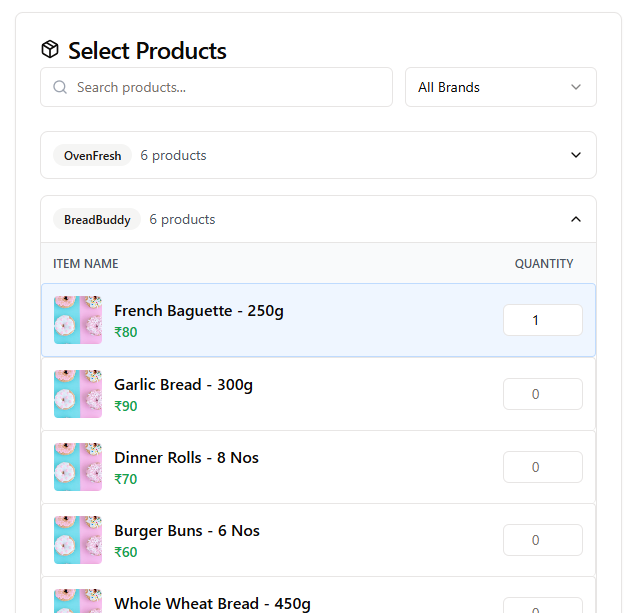 Select Products
Search products...
All Brands
OvenFresh 6 products
BreadBuddy 6 products
ITEM NAME QUANTITY
French Baguette - 250g
₹80
1
Garlic Bread - 300g
₹90
0
Dinner Rolls - 8 Nos
₹70
0
Burger Buns - 6 Nos
₹60
0
Whole Wheat Bread - 450g
0